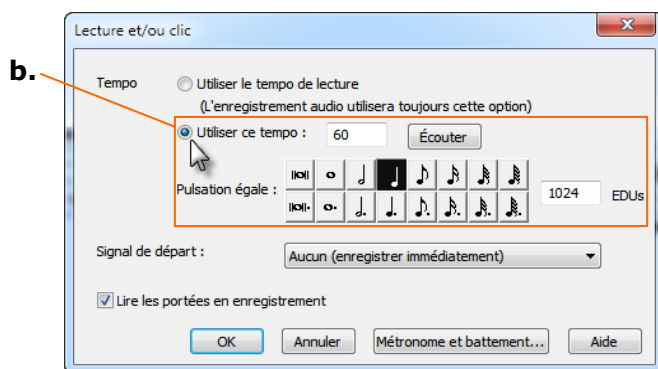 Lecture et/ou clic
b.
Tempo Utiliser le tempo de lecture
(L'enregistrement audio utilisera toujours cette option)
Utiliser ce tempo : 60 Écouter
Pulsation égale : 1024 EDUs
Signal de départ : Aucun (enregistrer immédiatement)
Lire les portées en enregistrement
OK Annuler Métronome et battement... Aide